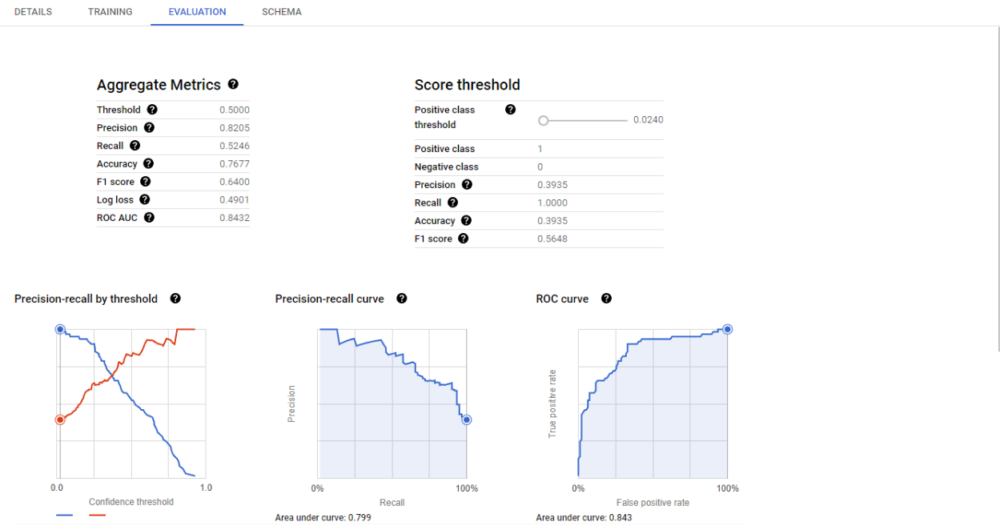 DETAILS TRAINING EVALUATION SCHEMA
Aggregate Metrics ?
Threshold ? 0.5000
Precision ? 0.8205
Recall ? 0.5246
Accuracy ? 0.7677
F1 score ? 0.6400
Log loss ? 0.4901
ROC AUC ? 0.8432
Score threshold
Positive class threshold ? 0.0240
Positive class 1
Negative class 0
Precision ? 0.3935
Recall ? 1.0000
Accuracy ? 0.3935
F1 score ? 0.5648
Precision-recall by threshold ?
0.0 1.0
Confidence threshold
Precision-recall curve ?
Precision
0% 100%
Recall
Area under curve: 0.799
ROC curve ?
True positive rate
0% 100%
False positive rate
Area under curve: 0.843